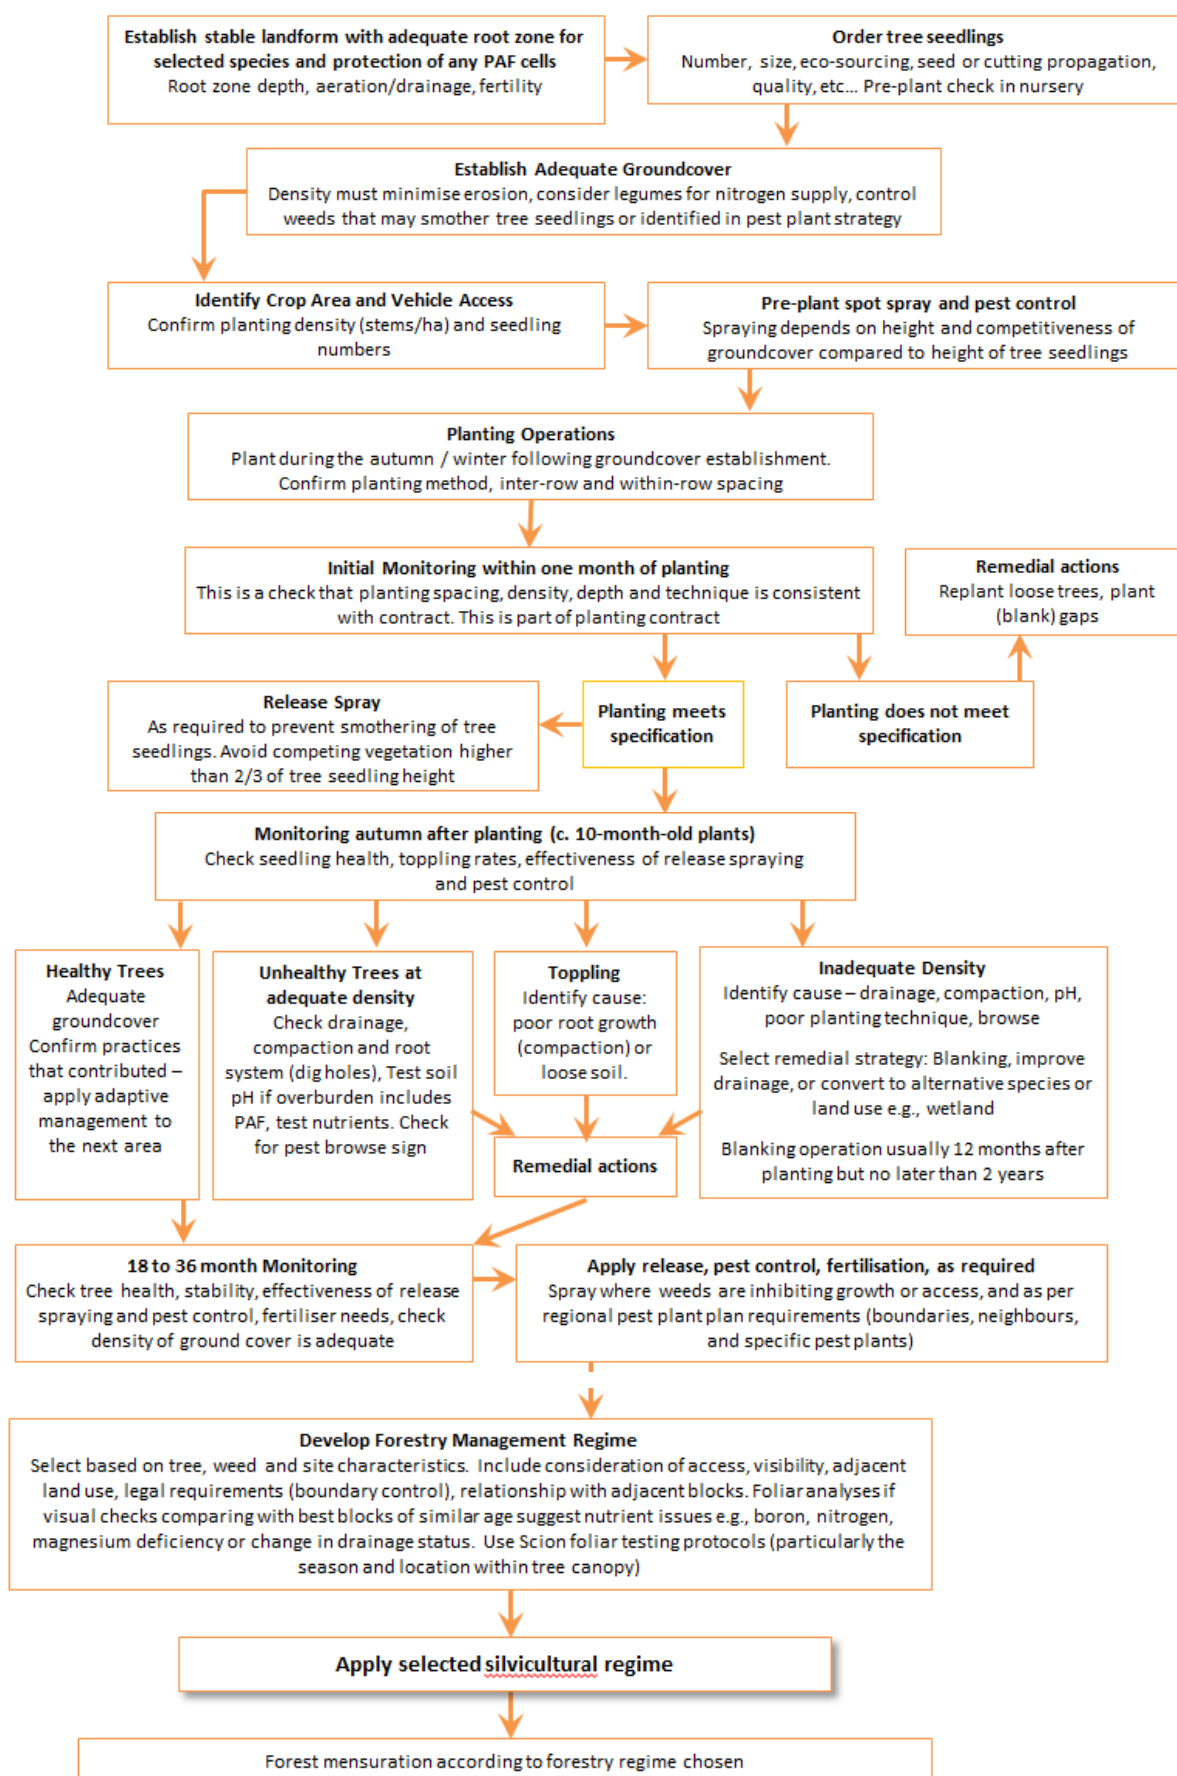 Establish stable landform with adequate root zone for
selected species and protection of any PAF cells
Root zone depth, aeration/drainage, fertility
Order tree seedlings
Number, size, eco-sourcing, seed or cutting propagation,
quality, etc... Pre-plant check in nursery
Establish Adequate Groundcover
Density must minimise erosion, consider legumes for nitrogen supply, control
weeds that may smother tree seedlings or identified in pest plant strategy
Identify Crop Area and Vehicle Access
Confirm planting density (stems/ha) and seedling
numbers
Pre-plant spot spray and pest control
Spraying depends on height and competitiveness of
groundcover compared to height of tree seedlings
Planting Operations
Plant during the autumn / winter following groundcover establishment.
Confirm planting method, inter-row and within-row spacing
Initial Monitoring within one month of planting
This is a check that planting spacing, density, depth and technique is consistent
with contract. This is part of planting contract
Remedial actions
Replant loose trees, plant
(blank) gaps
Release Spray
As required to prevent smothering of tree
seedlings. Avoid competing vegetation higher
than 2/3 of tree seedling height
Planting meets
specification
Planting does not meet
specification
Monitoring autumn after planting (c. 10-month-old plants)
Check seedling health, toppling rates, effectiveness of release spraying
and pest control
Healthy Trees
Adequate
groundcover
Confirm practices
that contributed –
apply adaptive
management to
the next area
Unhealthy Trees at
adequate density
Check drainage,
compaction and root
system (dig holes), Test soil
pH if overburden includes
PAF, test nutrients. Check
for pest browse sign
Toppling
Identify cause:
poor root growth
(compaction) or
loose soil.
Inadequate Density
Identify cause – drainage, compaction, pH,
poor planting technique, browse
Select remedial strategy: Blanking, improve
drainage, or convert to alternative species or
land use e.g., wetland
Blanking operation usually 12 months after
planting but no later than 2 years
Remedial actions
18 to 36 month Monitoring
Check tree health, stability, effectiveness of release
spraying and pest control, fertiliser needs, check
density of ground cover is adequate
Apply release, pest control, fertilisation, as required
Spray where weeds are inhibiting growth or access, and as per
regional pest plant plan requirements (boundaries, neighbours,
and specific pest plants)
Develop Forestry Management Regime
Select based on tree, weed and site characteristics. Include consideration of access, visibility, adjacent
land use, legal requirements (boundary control), relationship with adjacent blocks. Foliar analyses if
visual checks comparing with best blocks of similar age suggest nutrient issues e.g., boron, nitrogen,
magnesium deficiency or change in drainage status. Use Scion foliar testing protocols (particularly the
season and location within tree canopy)
Apply selected silvicultural regime
Forest mensuration according to forestry regime chosen